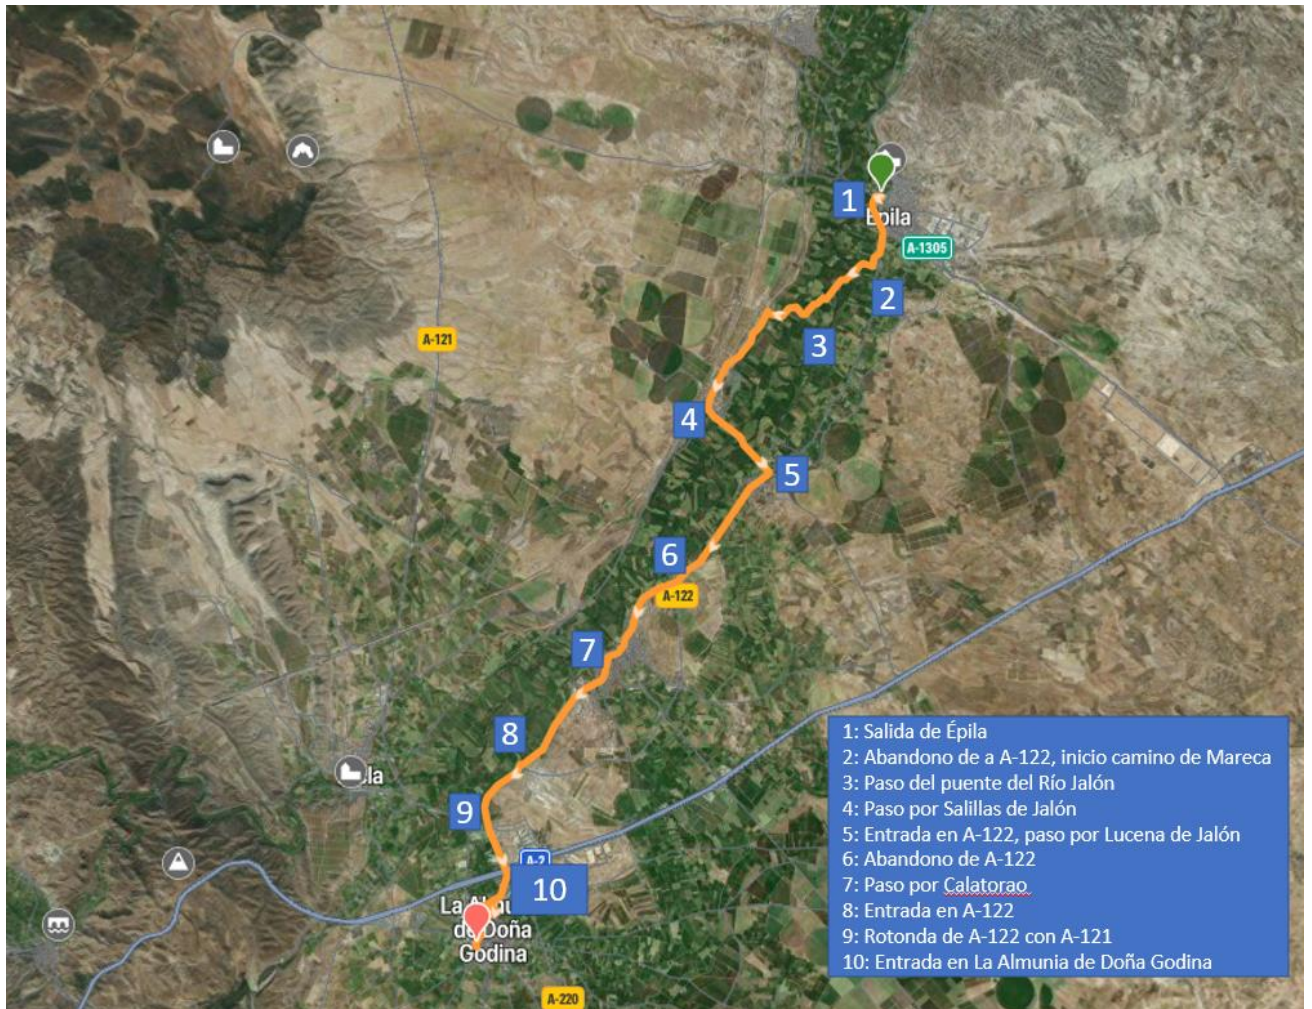 1
Épila
A-1305
2
3
A-121
4
5
6
A-122
7
8
9
A-2
10
La Almu
de Doña
Godina
A-220
1: Salida de Épila
2: Abandono de a A-122, inicio camino de Mareca
3: Paso del puente del Río Jalón
4: Paso por Salillas de Jalón
5: Entrada en A-122, paso por Lucena de Jalón
6: Abandono de A-122
7: Paso por Calatorao
8: Entrada en A-122
9: Rotonda de A-122 con A-121
10: Entrada en La Almunia de Doña Godina